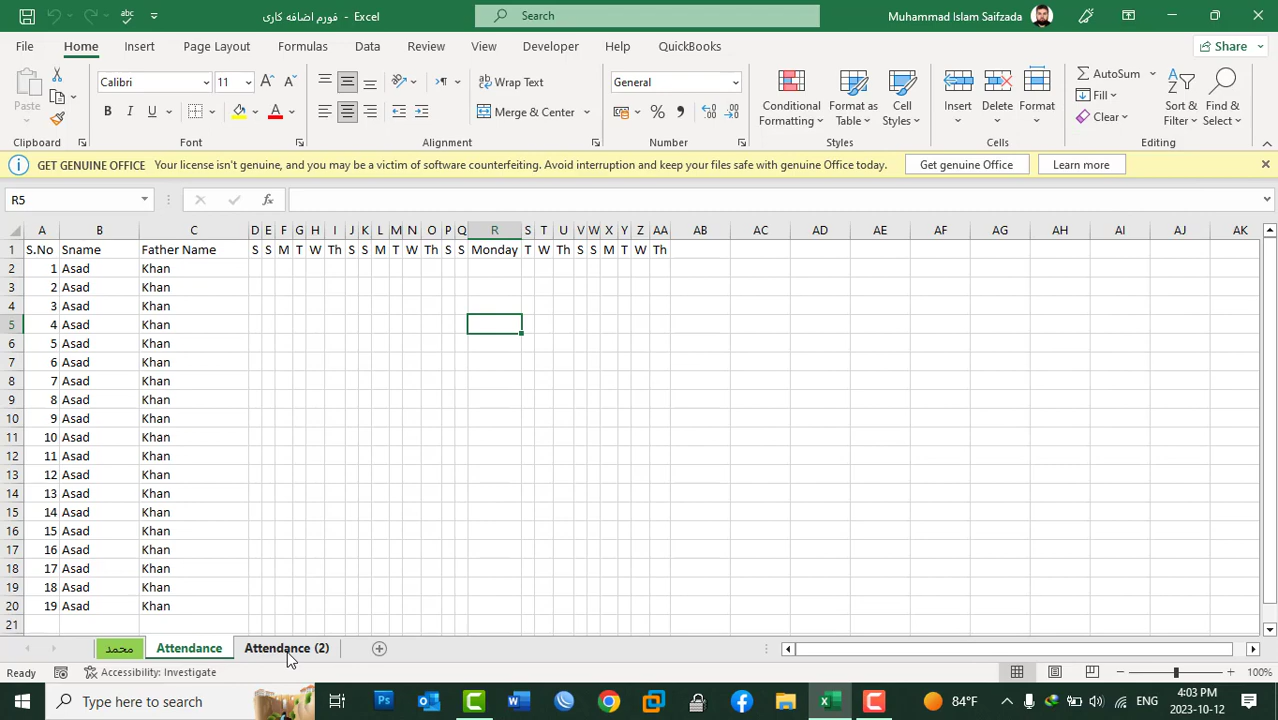 فورم اضافه کاری - Excel
Search
Muhammad Islam Saifzada
File Home Insert Page Layout Formulas Data Review View Developer Help QuickBooks Share
Paste
Calibri 11
B I U
Wrap Text
Merge & Center
General
Conditional Formatting
Format as Table
Cell Styles
Insert Delete Format
AutoSum
Fill
Clear
Sort & Filter
Find & Select
Clipboard Font Alignment Number Styles Cells Editing
GET GENUINE OFFICE Your license isn't genuine, and you may be a victim of software counterfeiting. Avoid interruption and keep your files safe with genuine Office today. Get genuine Office Learn more
R5 fx
A B C D E F G H I J K L M N O P Q R S T U V W X Y Z AA AB AC AD AE AF AG AH AI AJ AK
1 S.No Sname Father Name S S M T W Th S S M T W Th S S Monday T W Th S S M T W Th
2 1 Asad Khan
3 2 Asad Khan
4 3 Asad Khan
5 4 Asad Khan
6 5 Asad Khan
7 6 Asad Khan
8 7 Asad Khan
9 8 Asad Khan
10 9 Asad Khan
11 10 Asad Khan
12 11 Asad Khan
13 12 Asad Khan
14 13 Asad Khan
15 14 Asad Khan
16 15 Asad Khan
17 16 Asad Khan
18 17 Asad Khan
19 18 Asad Khan
20 19 Asad Khan
21
محمد Attendance Attendance (2)
Ready Accessibility: Investigate 100%
Type here to search
Ps
84°F
ENG
4:03 PM
2023-10-12